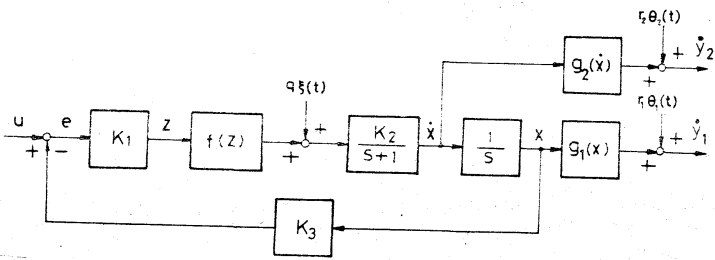 r₂θ₂(t)
+ ẏ₂
g₂(ẋ)
+
qξ(t)
r₁θ₁(t)
u e K₁ z f(Z) + K₂/(s+1) ẋ 1/s x g₁(x) + ẏ₁
+ − + +
K₃